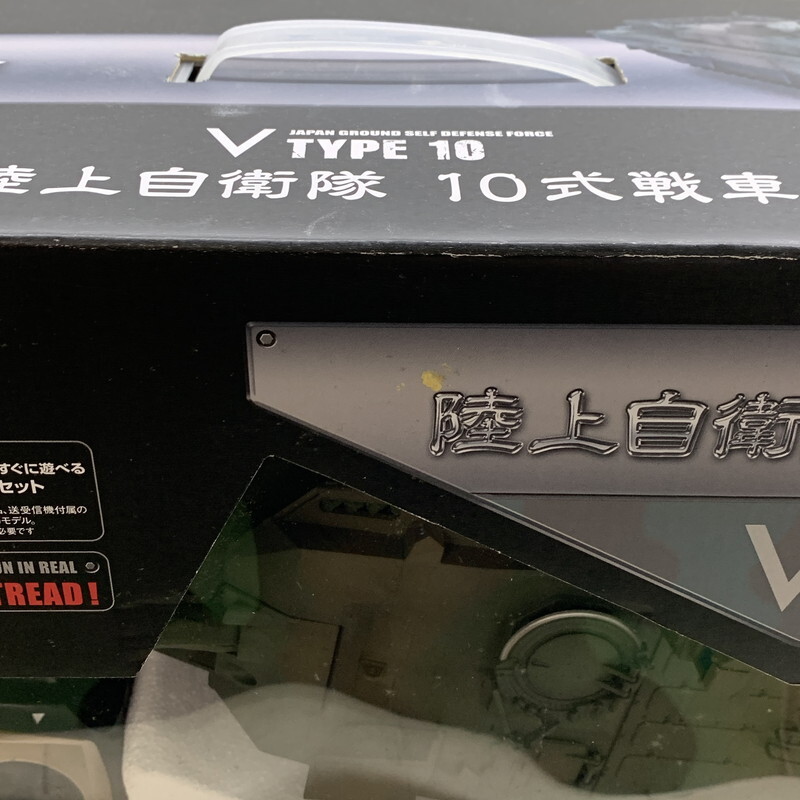 JAPAN GROUND SELF DEFENSE FORCE
V TYPE 10
陸上自衛隊 10式戦車
陸上自衛
V
すぐに遊べる
セット
、送受信機付属の
モデル。
必要です
UN IN REAL
TREAD!